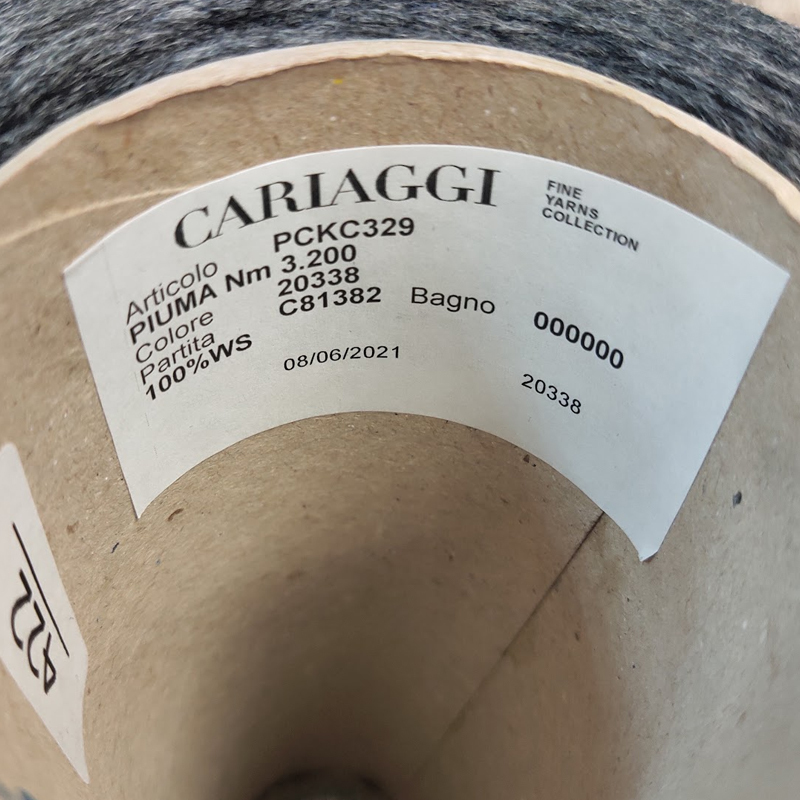 CARIAGGI
FINE
YARNS
COLLECTION
Articolo PCKC329
PIUMA Nm 3.200
Colore 20338
Partita C81382 Bagno 000000
100%WS 08/06/2021 20338
422